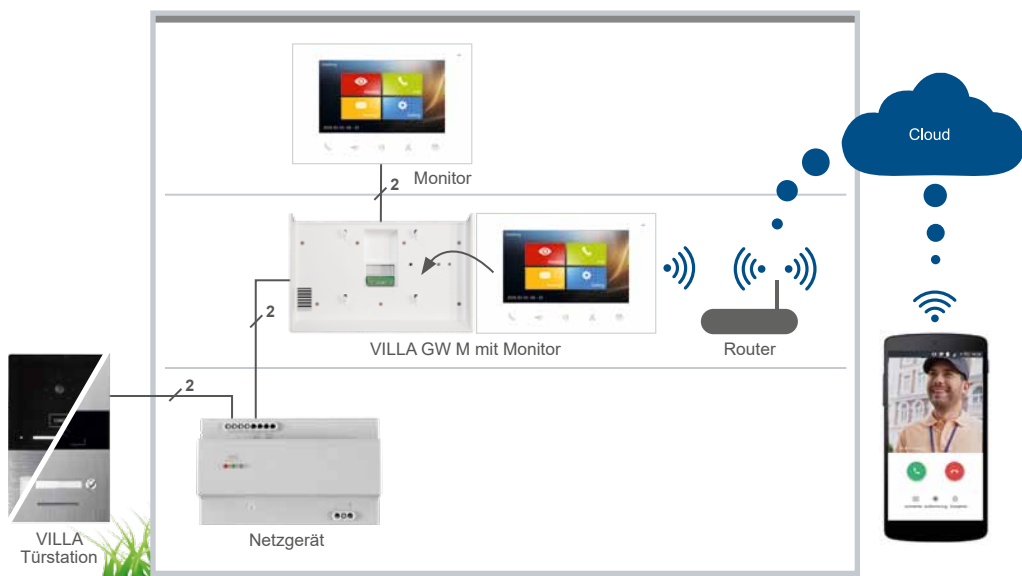 Monitor
2
Cloud
2
VILLA GW M mit Monitor
Router
2
VILLA
Türstation
Netzgerät